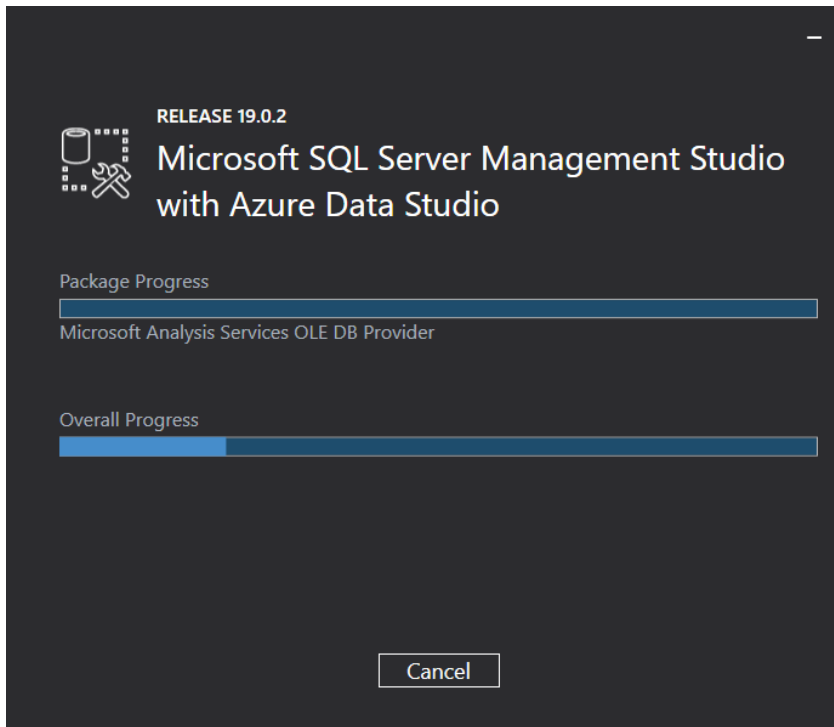 RELEASE 19.0.2
Microsoft SQL Server Management Studio
with Azure Data Studio
Package Progress
Microsoft Analysis Services OLE DB Provider
Overall Progress
Cancel